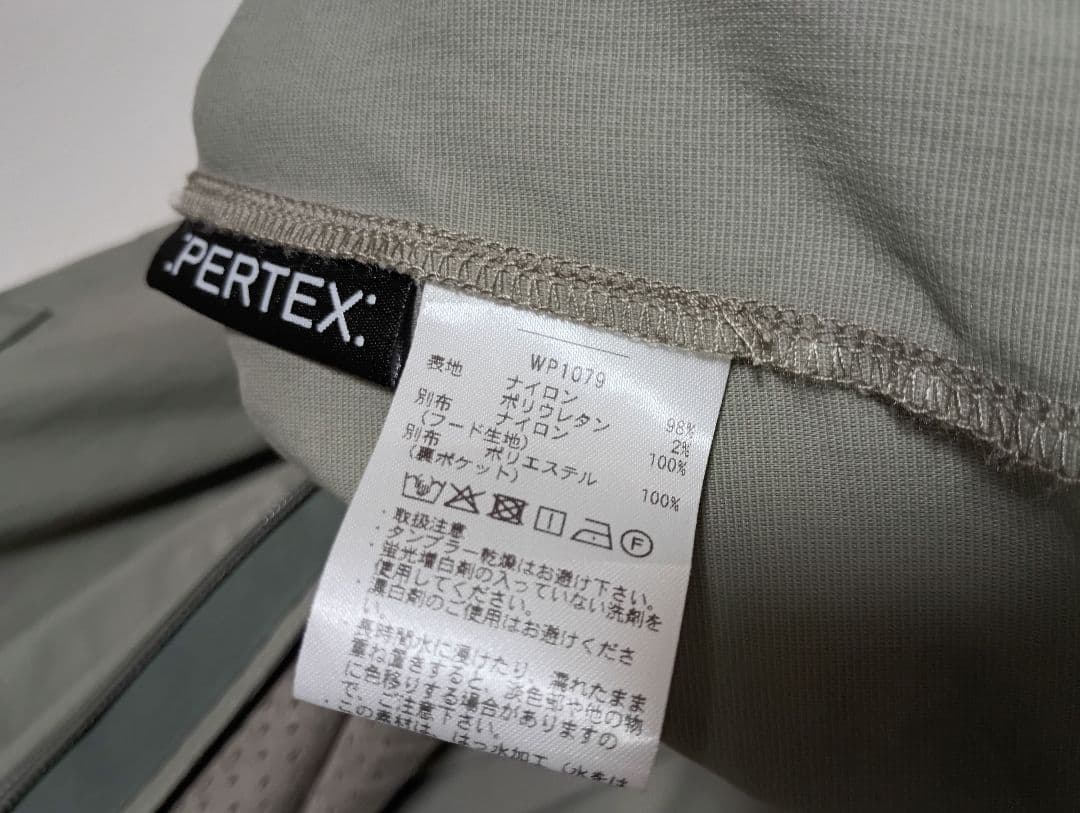 PERTEX
WP1079
表地 ナイロン 98%
ポリウレタン 2%
別布 ナイロン 100%
(フード生地)
別布 ポリエステル 100%
(裏ポケット)
F
・取扱注意
・タンブラー乾燥はお避け下さい。
・蛍光増白剤の入っていない洗剤を
使用してください。
・漂白剤のご使用はお避けくださ
い。
・長時間水に漬けたり、濡れたまま
重ね置きすると、淡色部や他の物
に色移りする場合がありますの
で、ご注意下さい。
・この素材は、はっ水加工(水をは